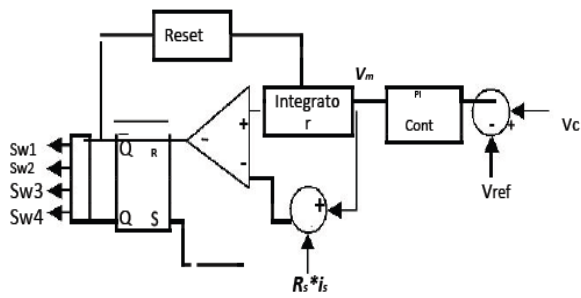 Reset
Vm
Integrato
r
PI
Cont
Vc
Vref
+
-
+
-
-
+
Sw1
Sw2
Sw3
Sw4
Q
R
Q
S
Rs*is